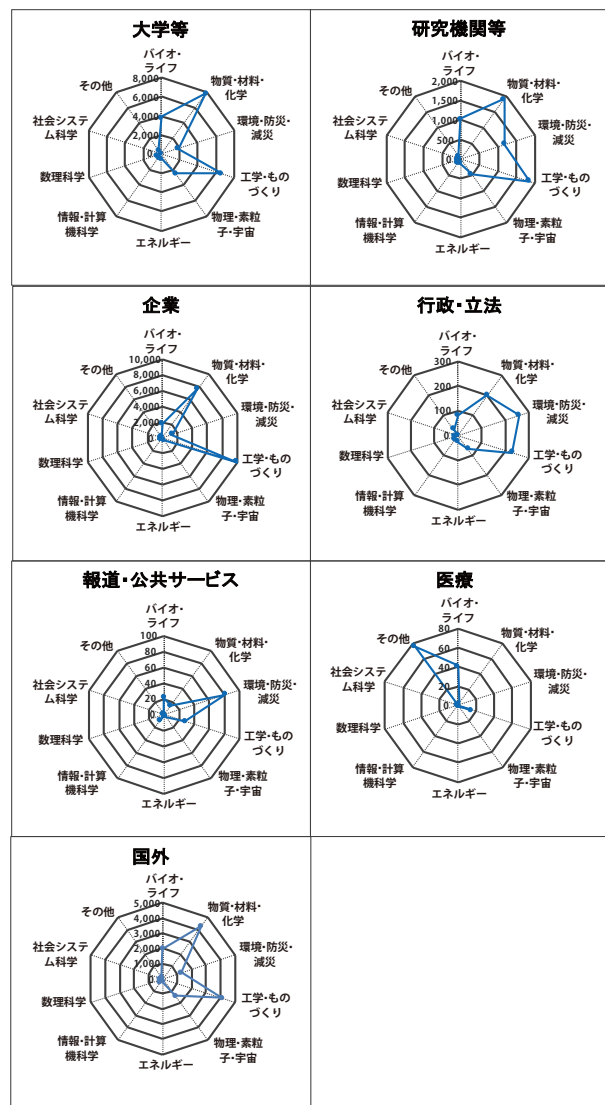 大学等
バイオ・
ライフ
物質・材料・
化学
環境・防災・
減災
工学・もの
づくり
物理・素粒
子・宇宙
エネルギー
情報・計算
機科学
数理科学
社会システ
ム科学
その他
8,000
6,000
4,000
2,000
0
研究機関等
バイオ・
ライフ
物質・材料・
化学
環境・防災・
減災
工学・もの
づくり
物理・素粒
子・宇宙
エネルギー
情報・計算
機科学
数理科学
社会システ
ム科学
その他
2,000
1,500
1,000
500
0
企業
バイオ・
ライフ
物質・材料・
化学
環境・防災・
減災
工学・もの
づくり
物理・素粒
子・宇宙
エネルギー
情報・計算
機科学
数理科学
社会システ
ム科学
その他
10,000
8,000
6,000
4,000
2,000
0
行政・立法
バイオ・
ライフ
物質・材料・
化学
環境・防災・
減災
工学・もの
づくり
物理・素粒
子・宇宙
エネルギー
情報・計算
機科学
数理科学
社会システ
ム科学
その他
300
200
100
0
報道・公共サービス
バイオ・
ライフ
物質・材料・
化学
環境・防災・
減災
工学・もの
づくり
物理・素粒
子・宇宙
エネルギー
情報・計算
機科学
数理科学
社会システ
ム科学
その他
100
80
60
40
20
0
医療
バイオ・
ライフ
物質・材料・
化学
環境・防災・
減災
工学・もの
づくり
物理・素粒
子・宇宙
エネルギー
情報・計算
機科学
数理科学
社会システ
ム科学
その他
80
60
40
20
0
国外
バイオ・
ライフ
物質・材料・
化学
環境・防災・
減災
工学・もの
づくり
物理・素粒
子・宇宙
エネルギー
情報・計算
機科学
数理科学
社会システ
ム科学
その他
5,000
4,000
3,000
2,000
1,000
0